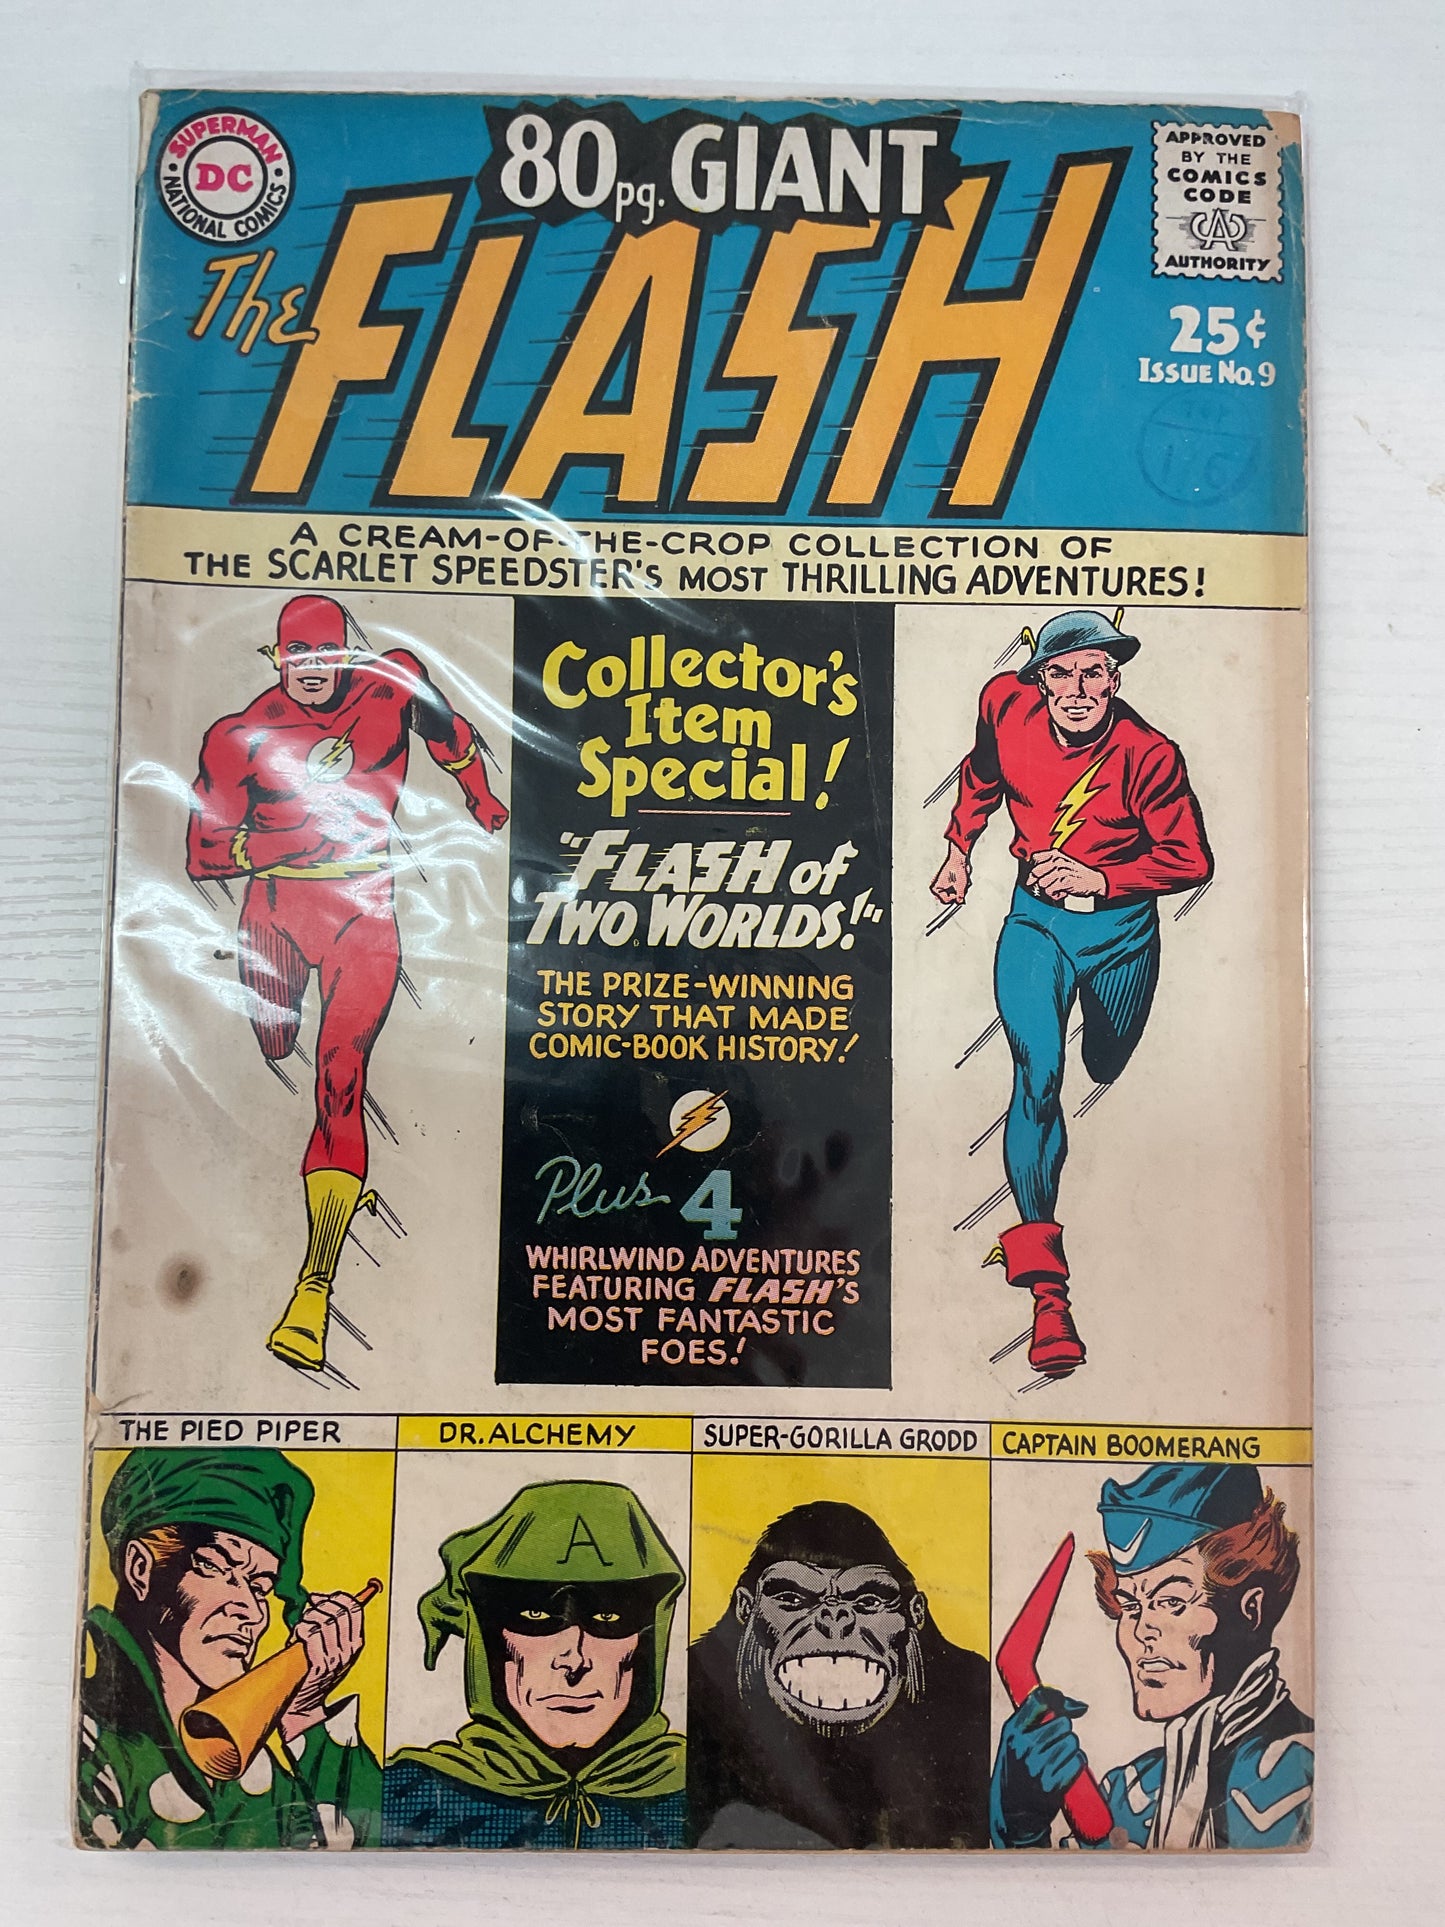 SUPERMAN
DC
NATIONAL COMICS
80pg. GIANT
The FLASH
APPROVED
BY THE
COMICS
CODE
CA
AUTHORITY
25¢
ISSUE No. 9
A CREAM-OF-THE-CROP COLLECTION OF
THE SCARLET SPEEDSTER'S MOST THRILLING ADVENTURES!
Collector's
Item
Special!
"FLASH of
TWO WORLDS!"
THE PRIZE-WINNING
STORY THAT MADE
COMIC-BOOK HISTORY!
Plus 4
WHIRLWIND ADVENTURES
FEATURING FLASH'S
MOST FANTASTIC
FOES!
THE PIED PIPER
DR. ALCHEMY
SUPER-GORILLA GRODD
CAPTAIN BOOMERANG
A